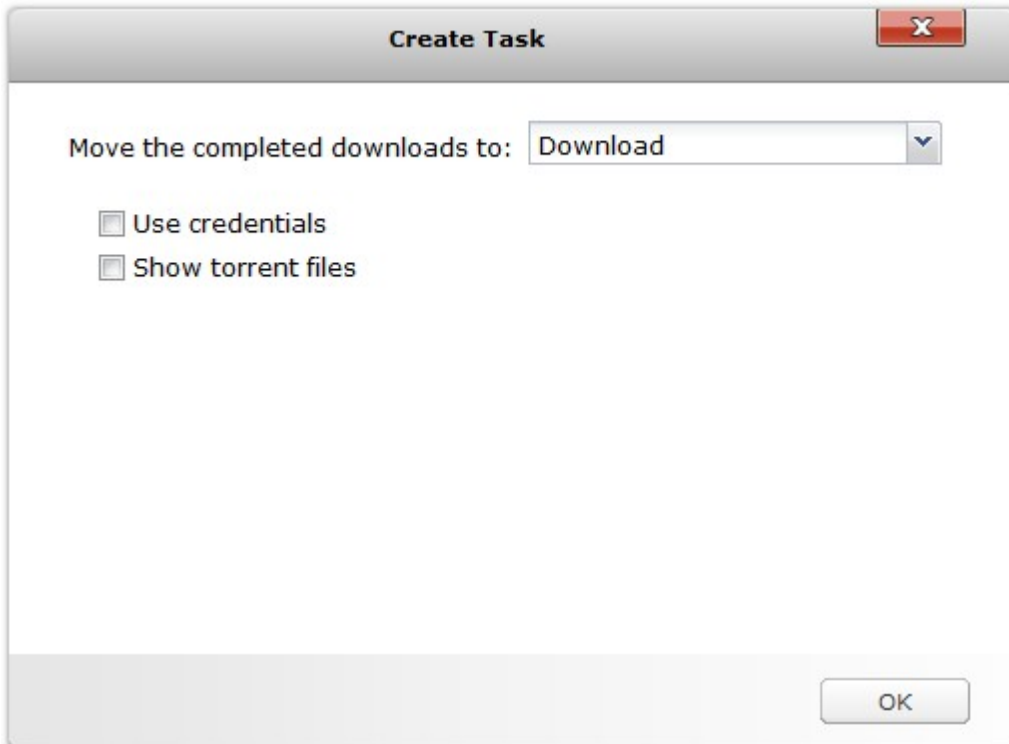 Create Task
Move the completed downloads to: Download
Use credentials
Show torrent files
OK